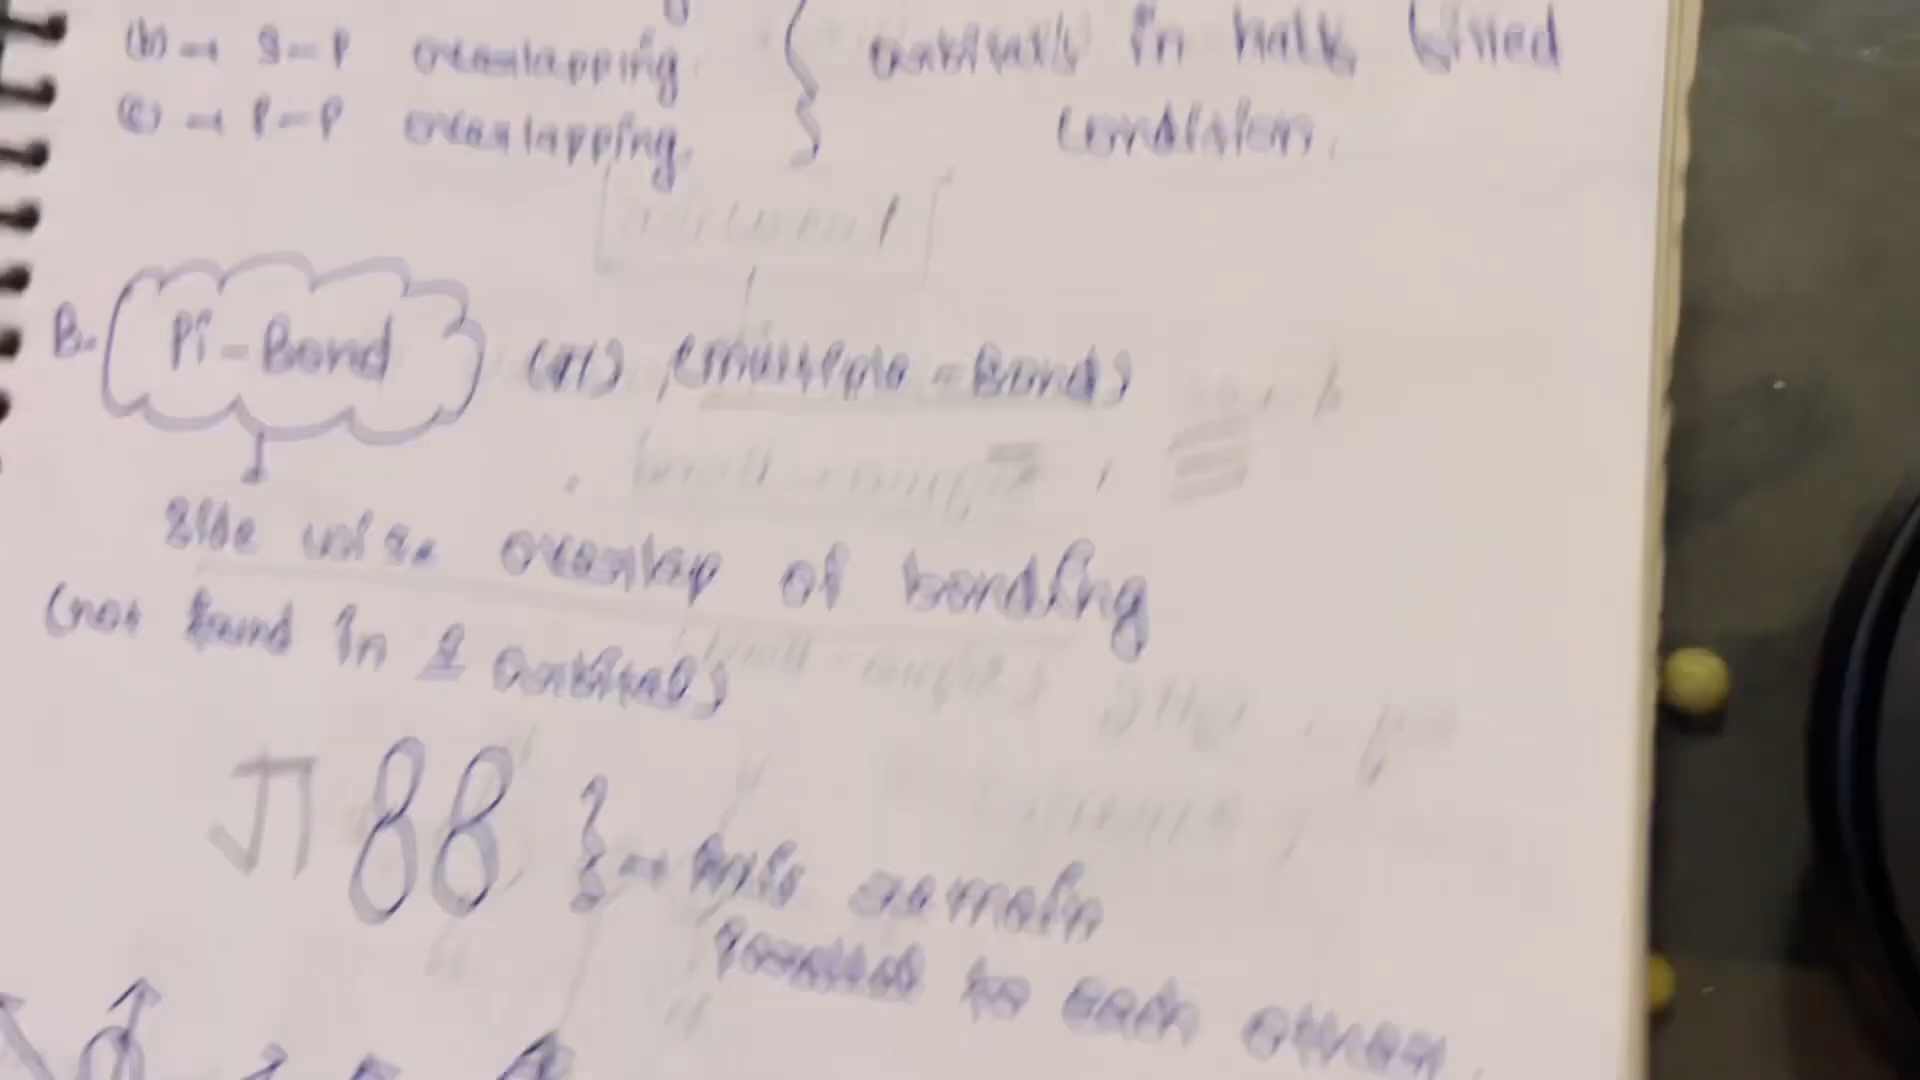 (b) → s-p overlapping } orbitals in half filled
(c) → p-p overlapping. condition.
B. Pi-Bond (π) (multiple-Bond)
side wise overlap of bonding
(not found in s orbitals)
π 88 } → axis remain
parallel to each other.